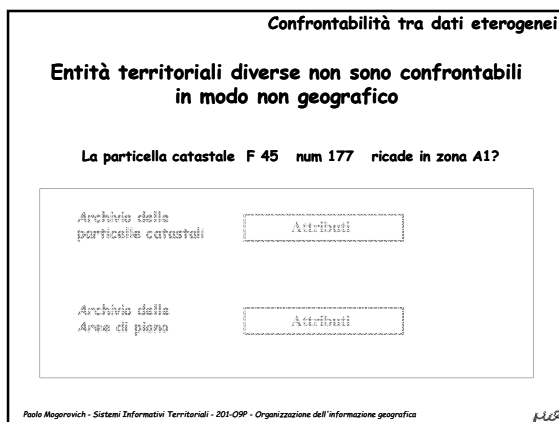 Confrontabilità tra dati eterogenei
Entità territoriali diverse non sono confrontabili
in modo non geografico
La particella catastale F 45 num 177 ricade in zona A1?
Archivio delle
particelle catastali
Attributi
Archivio delle
Aree di piano
Attributi
Paolo Mogorovich - Sistemi Informativi Territoriali - 201-09P - Organizzazione dell'informazione geografica